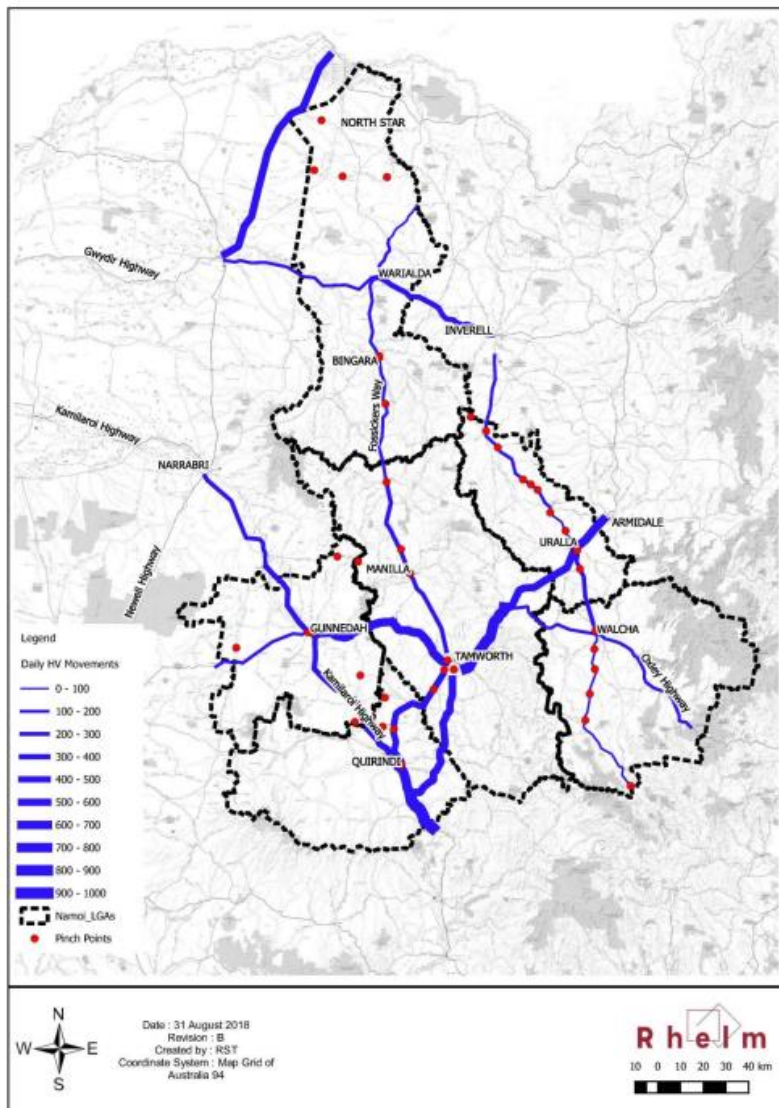 NORTH STAR
Gwydir Highway
WARIALDA
INVERELL
BINGARA
Fossickers Way
Kamilaroi Highway
NARRABRI
ARMIDALE
URALLA
Newell Highway
MANILLA
GUNNEDAH
WALCHA
TAMWORTH
Oxley Highway
Kamilaroi Highway
QUIRINDI
Legend
Daily HV Movements
0 - 100
100 - 200
200 - 300
300 - 400
400 - 500
500 - 600
600 - 700
700 - 800
800 - 900
900 - 1000
Namoi_LGAs
Pinch Points
N
W E
S
Date : 31 August 2018
Revision : B
Created by : RST
Coordinate System : Map Grid of
Australia 94
Rhelm
10 0 10 20 30 40 km